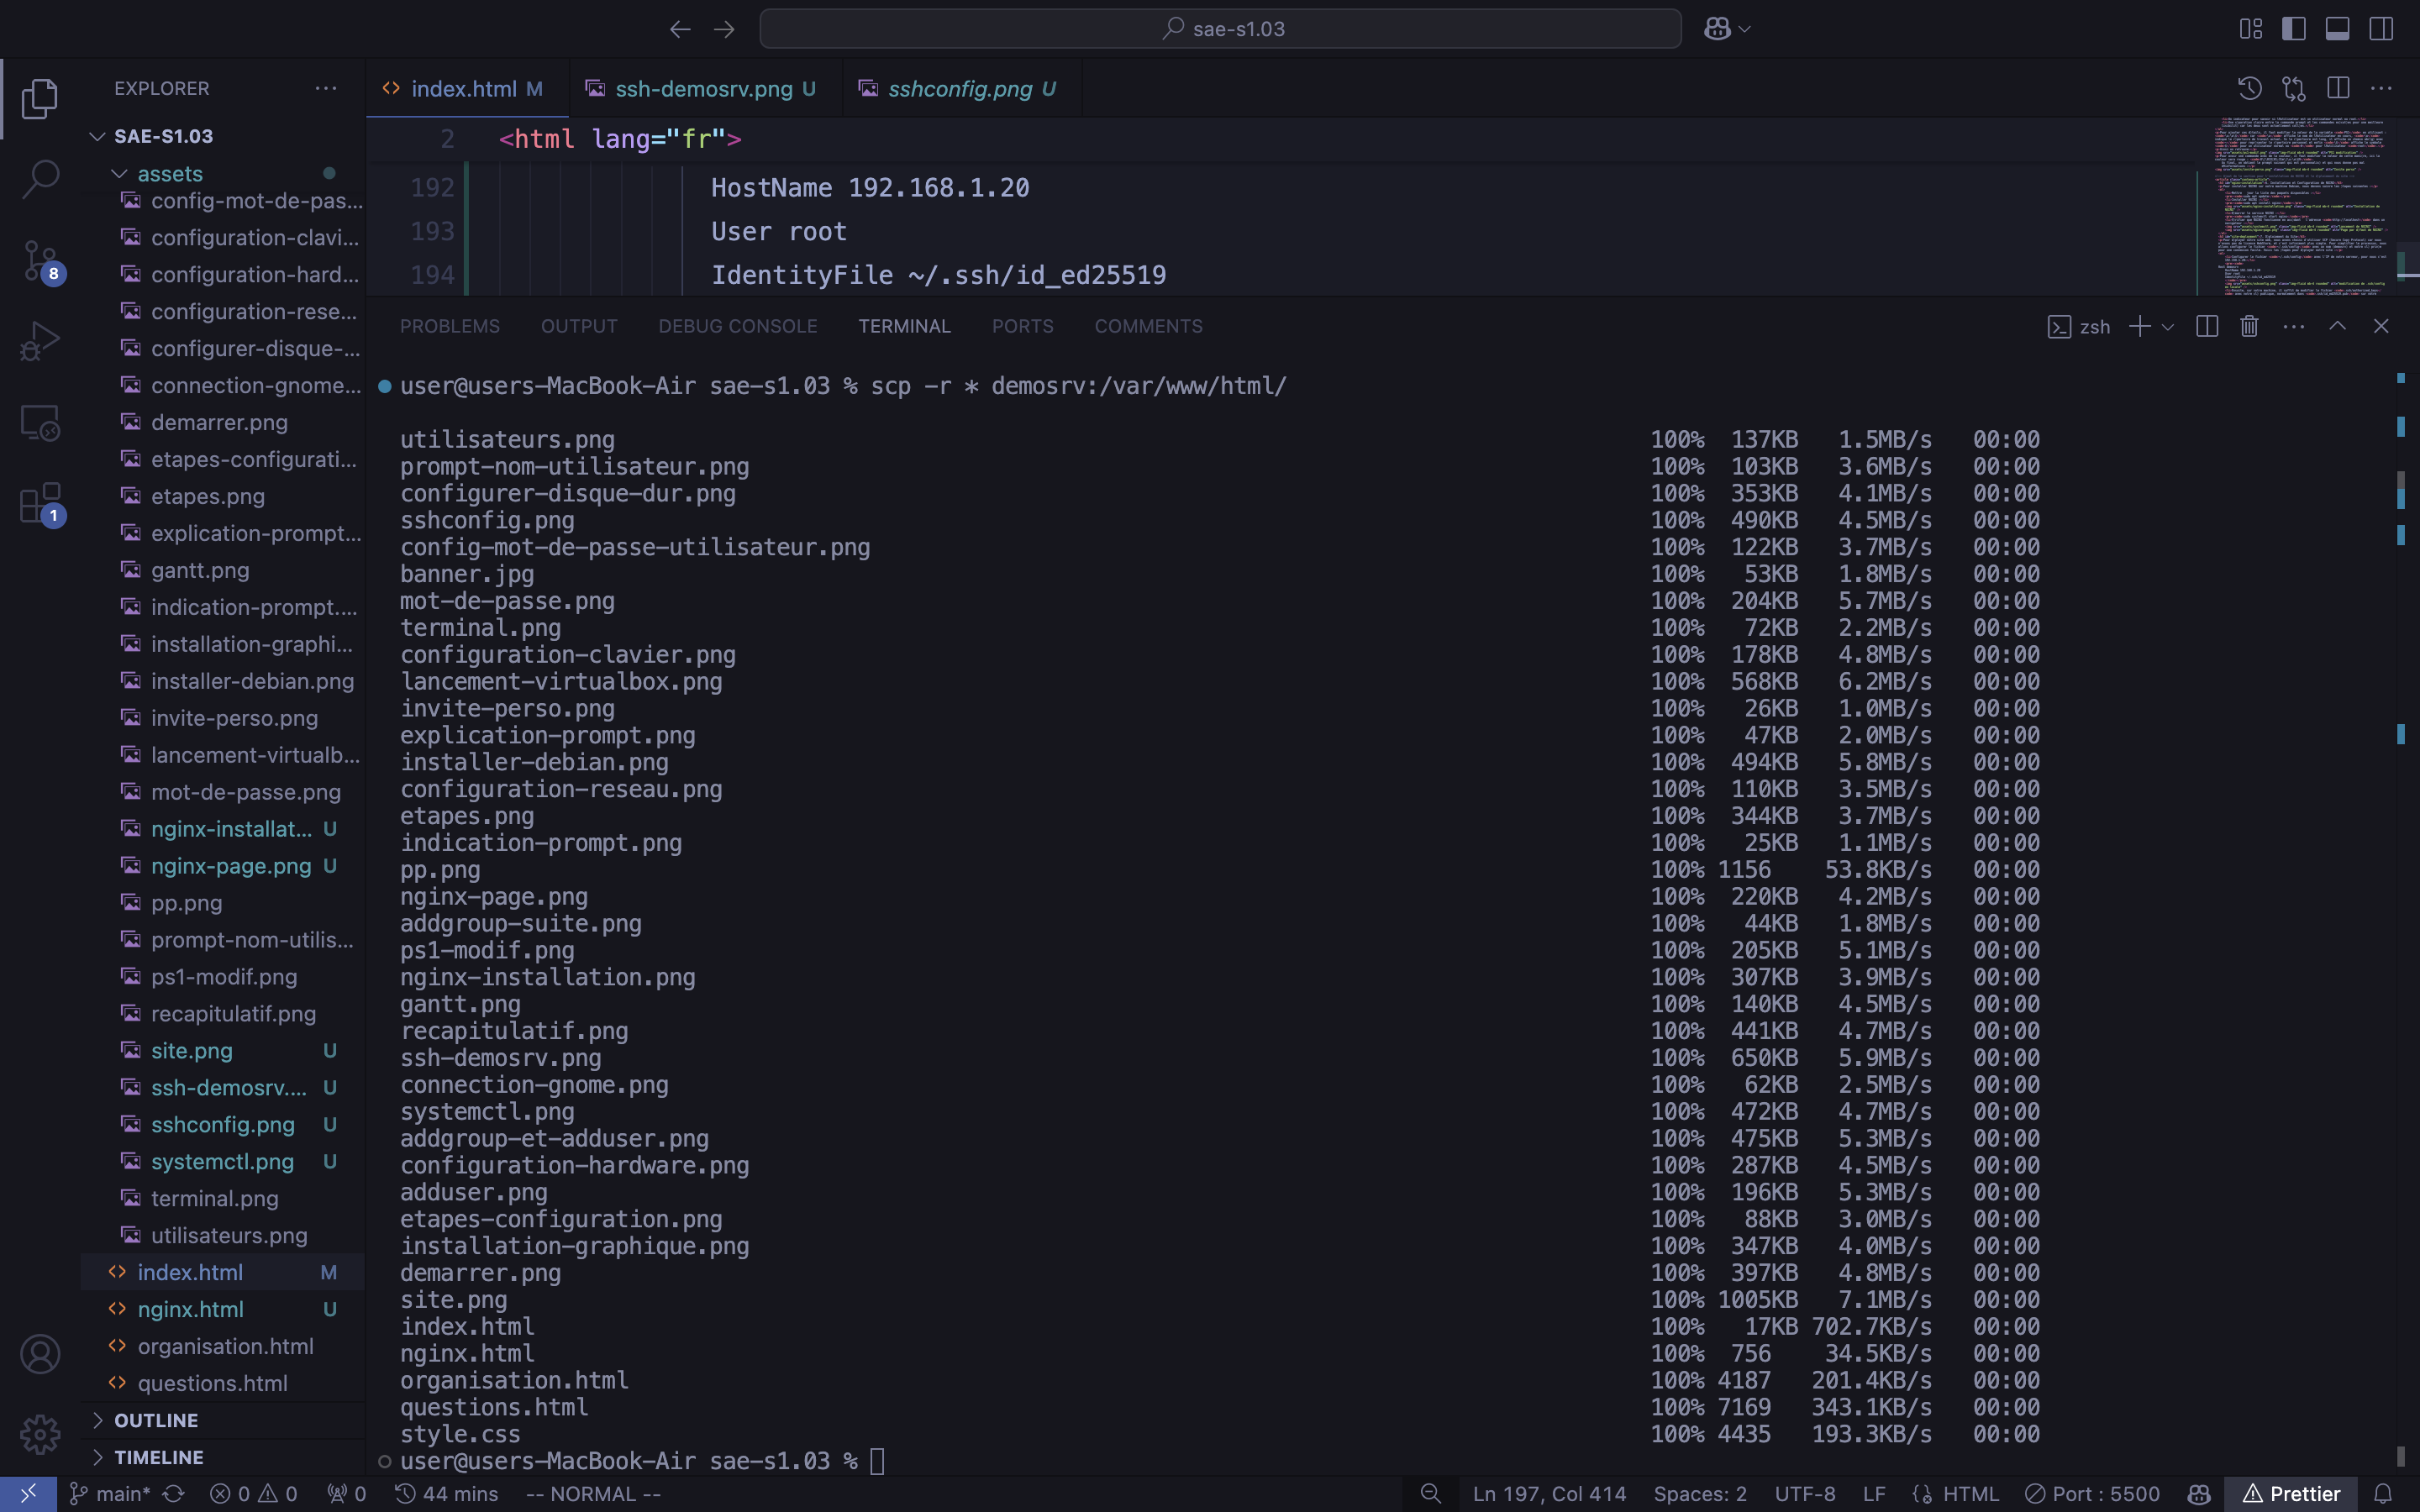 sae-s1.03
EXPLORER
SAE-S1.03
assets
config-mot-de-pas...
configuration-clavi...
configuration-hard...
configuration-rese...
configurer-disque-...
connection-gnome...
demarrer.png
etapes-configurati...
etapes.png
explication-prompt...
gantt.png
indication-prompt....
installation-graphi...
installer-debian.png
invite-perso.png
lancement-virtualb...
mot-de-passe.png
nginx-installat... U
nginx-page.png U
pp.png
prompt-nom-utilis...
ps1-modif.png
recapitulatif.png
site.png U
ssh-demosrv.... U
sshconfig.png U
systemctl.png U
terminal.png
utilisateurs.png
index.html M
nginx.html U
organisation.html
questions.html
OUTLINE
TIMELINE
8
1
index.html M
ssh-demosrv.png U
sshconfig.png U
2 <html lang="fr">
192 HostName 192.168.1.20
193 User root
194 IdentityFile ~/.ssh/id_ed25519
PROBLEMS OUTPUT DEBUG CONSOLE TERMINAL PORTS COMMENTS
zsh
user@users-MacBook-Air sae-s1.03 % scp -r * demosrv:/var/www/html/
utilisateurs.png 100% 137KB 1.5MB/s 00:00
prompt-nom-utilisateur.png 100% 103KB 3.6MB/s 00:00
configurer-disque-dur.png 100% 353KB 4.1MB/s 00:00
sshconfig.png 100% 490KB 4.5MB/s 00:00
config-mot-de-passe-utilisateur.png 100% 122KB 3.7MB/s 00:00
banner.jpg 100% 53KB 1.8MB/s 00:00
mot-de-passe.png 100% 204KB 5.7MB/s 00:00
terminal.png 100% 72KB 2.2MB/s 00:00
configuration-clavier.png 100% 178KB 4.8MB/s 00:00
lancement-virtualbox.png 100% 568KB 6.2MB/s 00:00
invite-perso.png 100% 26KB 1.0MB/s 00:00
explication-prompt.png 100% 47KB 2.0MB/s 00:00
installer-debian.png 100% 494KB 5.8MB/s 00:00
configuration-reseau.png 100% 110KB 3.5MB/s 00:00
etapes.png 100% 344KB 3.7MB/s 00:00
indication-prompt.png 100% 25KB 1.1MB/s 00:00
pp.png 100% 1156 53.8KB/s 00:00
nginx-page.png 100% 220KB 4.2MB/s 00:00
addgroup-suite.png 100% 44KB 1.8MB/s 00:00
ps1-modif.png 100% 205KB 5.1MB/s 00:00
nginx-installation.png 100% 307KB 3.9MB/s 00:00
gantt.png 100% 140KB 4.5MB/s 00:00
recapitulatif.png 100% 441KB 4.7MB/s 00:00
ssh-demosrv.png 100% 650KB 5.9MB/s 00:00
connection-gnome.png 100% 62KB 2.5MB/s 00:00
systemctl.png 100% 472KB 4.7MB/s 00:00
addgroup-et-adduser.png 100% 475KB 5.3MB/s 00:00
configuration-hardware.png 100% 287KB 4.5MB/s 00:00
adduser.png 100% 196KB 5.3MB/s 00:00
etapes-configuration.png 100% 88KB 3.0MB/s 00:00
installation-graphique.png 100% 347KB 4.0MB/s 00:00
demarrer.png 100% 397KB 4.8MB/s 00:00
site.png 100% 1005KB 7.1MB/s 00:00
index.html 100% 17KB 702.7KB/s 00:00
nginx.html 100% 756 34.5KB/s 00:00
organisation.html 100% 4187 201.4KB/s 00:00
questions.html 100% 7169 343.1KB/s 00:00
style.css 100% 4435 193.3KB/s 00:00
user@users-MacBook-Air sae-s1.03 %
main* 0 0 0 44 mins -- NORMAL -- Ln 197, Col 414 Spaces: 2 UTF-8 LF HTML Port : 5500 Prettier